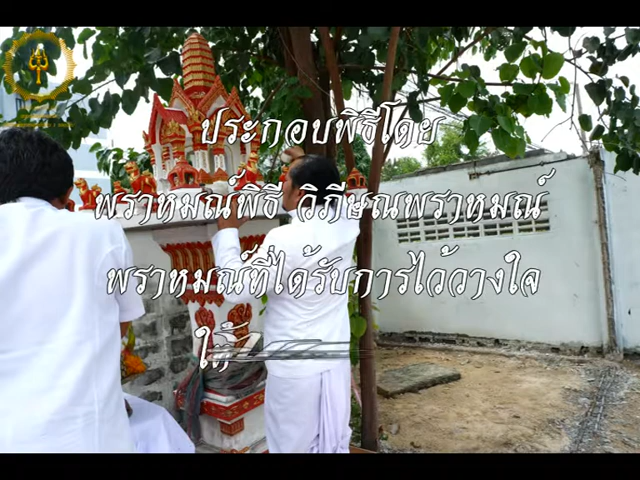 ประกอบพิธีโดย
พราหมณ์พิธี วิภีษณพราหมณ์
พราหมณ์ที่ได้รับการไว้วางใจ
ให้